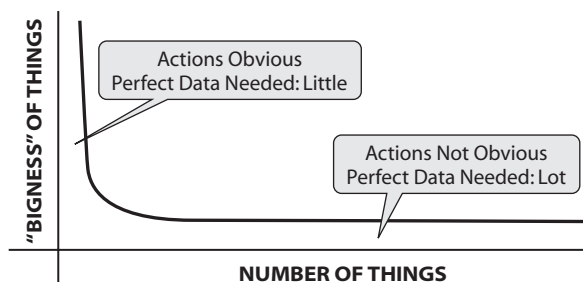 "BIGNESS" OF THINGS
Actions Obvious
Perfect Data Needed: Little
Actions Not Obvious
Perfect Data Needed: Lot
NUMBER OF THINGS